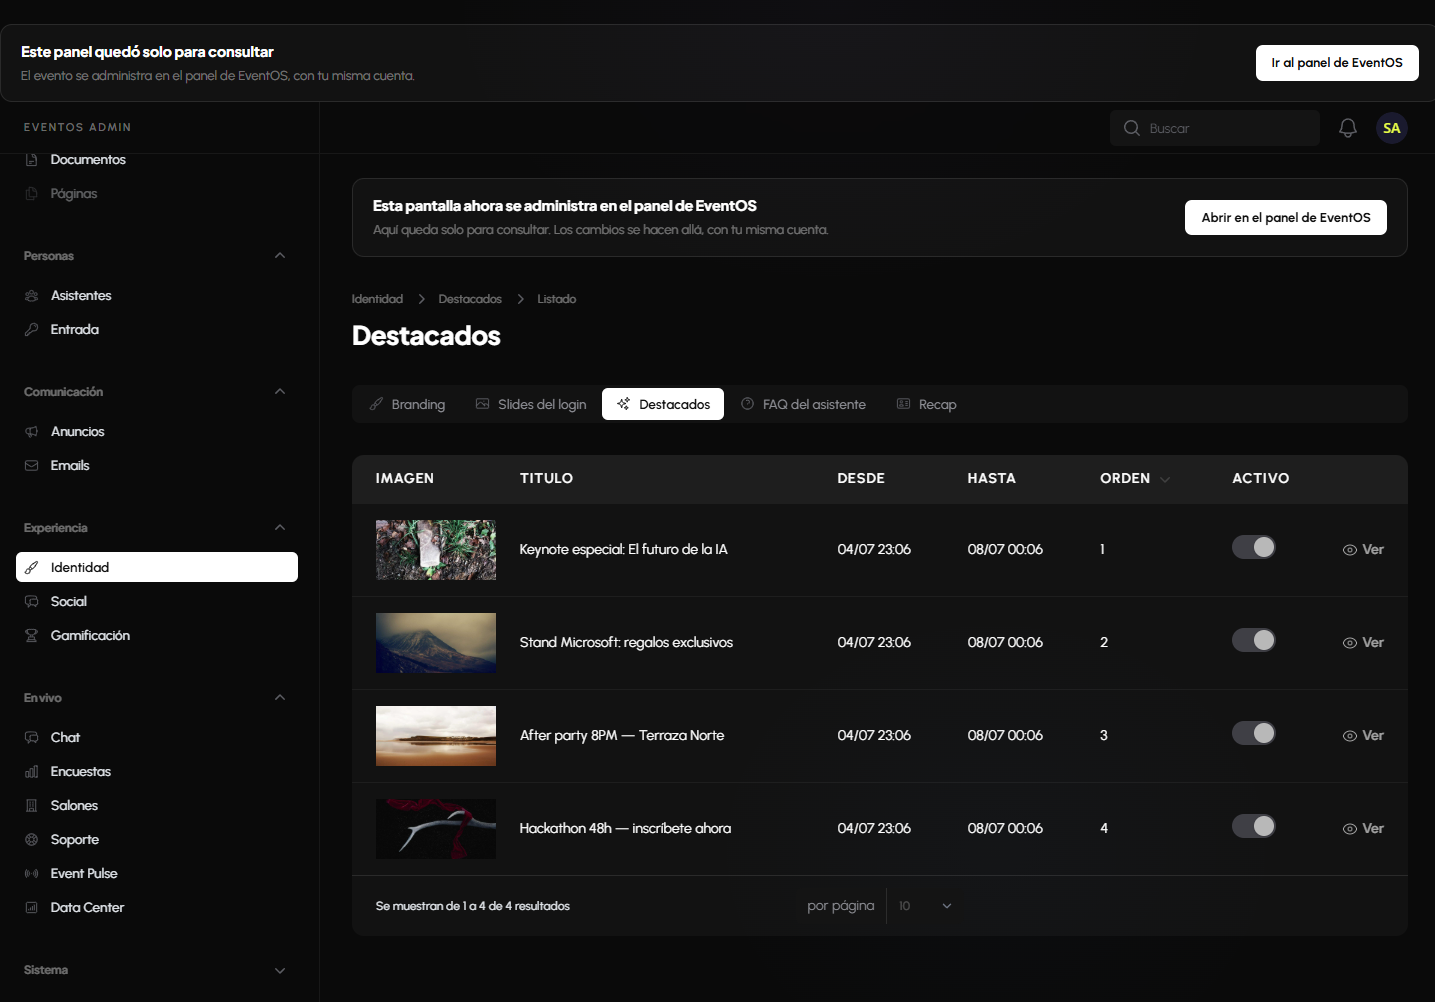 Este panel quedó solo para consultar
El evento se administra en el panel de EventOS, con tu misma cuenta.
Ir al panel de EventOS
EVENTOS ADMIN
Buscar
SA
Documentos
Páginas
Personas
Asistentes
Entrada
Comunicación
Anuncios
Emails
Experiencia
Identidad
Social
Gamificación
En vivo
Chat
Encuestas
Salones
Soporte
Event Pulse
Data Center
Sistema
Esta pantalla ahora se administra en el panel de EventOS
Aquí queda solo para consultar. Los cambios se hacen allá, con tu misma cuenta.
Abrir en el panel de EventOS
Identidad > Destacados > Listado
Destacados
Branding Slides del login Destacados FAQ del asistente Recap
IMAGEN TITULO DESDE HASTA ORDEN ACTIVO
Keynote especial: El futuro de la IA 04/07 23:06 08/07 00:06 1 Ver
Stand Microsoft: regalos exclusivos 04/07 23:06 08/07 00:06 2 Ver
After party 8PM — Terraza Norte 04/07 23:06 08/07 00:06 3 Ver
Hackathon 48h — inscríbete ahora 04/07 23:06 08/07 00:06 4 Ver
Se muestran de 1 a 4 de 4 resultados por página 10